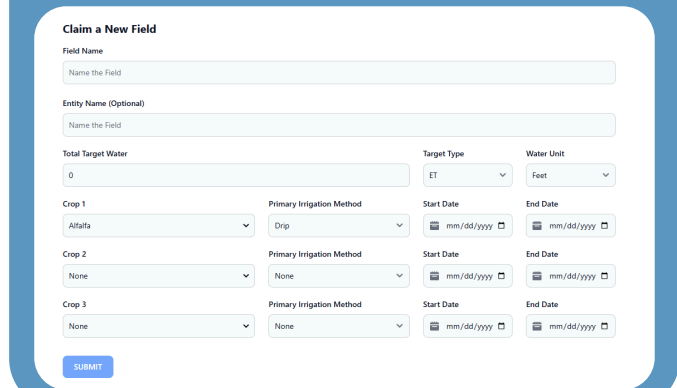 Claim a New Field
Field Name
Name the Field
Entity Name (Optional)
Name the Field
Total Target Water Target Type Water Unit
0 ET Feet
Crop 1 Primary Irrigation Method Start Date End Date
Alfalfa Drip mm/dd/yyyy mm/dd/yyyy
Crop 2 Primary Irrigation Method Start Date End Date
None None mm/dd/yyyy mm/dd/yyyy
Crop 3 Primary Irrigation Method Start Date End Date
None None mm/dd/yyyy mm/dd/yyyy
SUBMIT